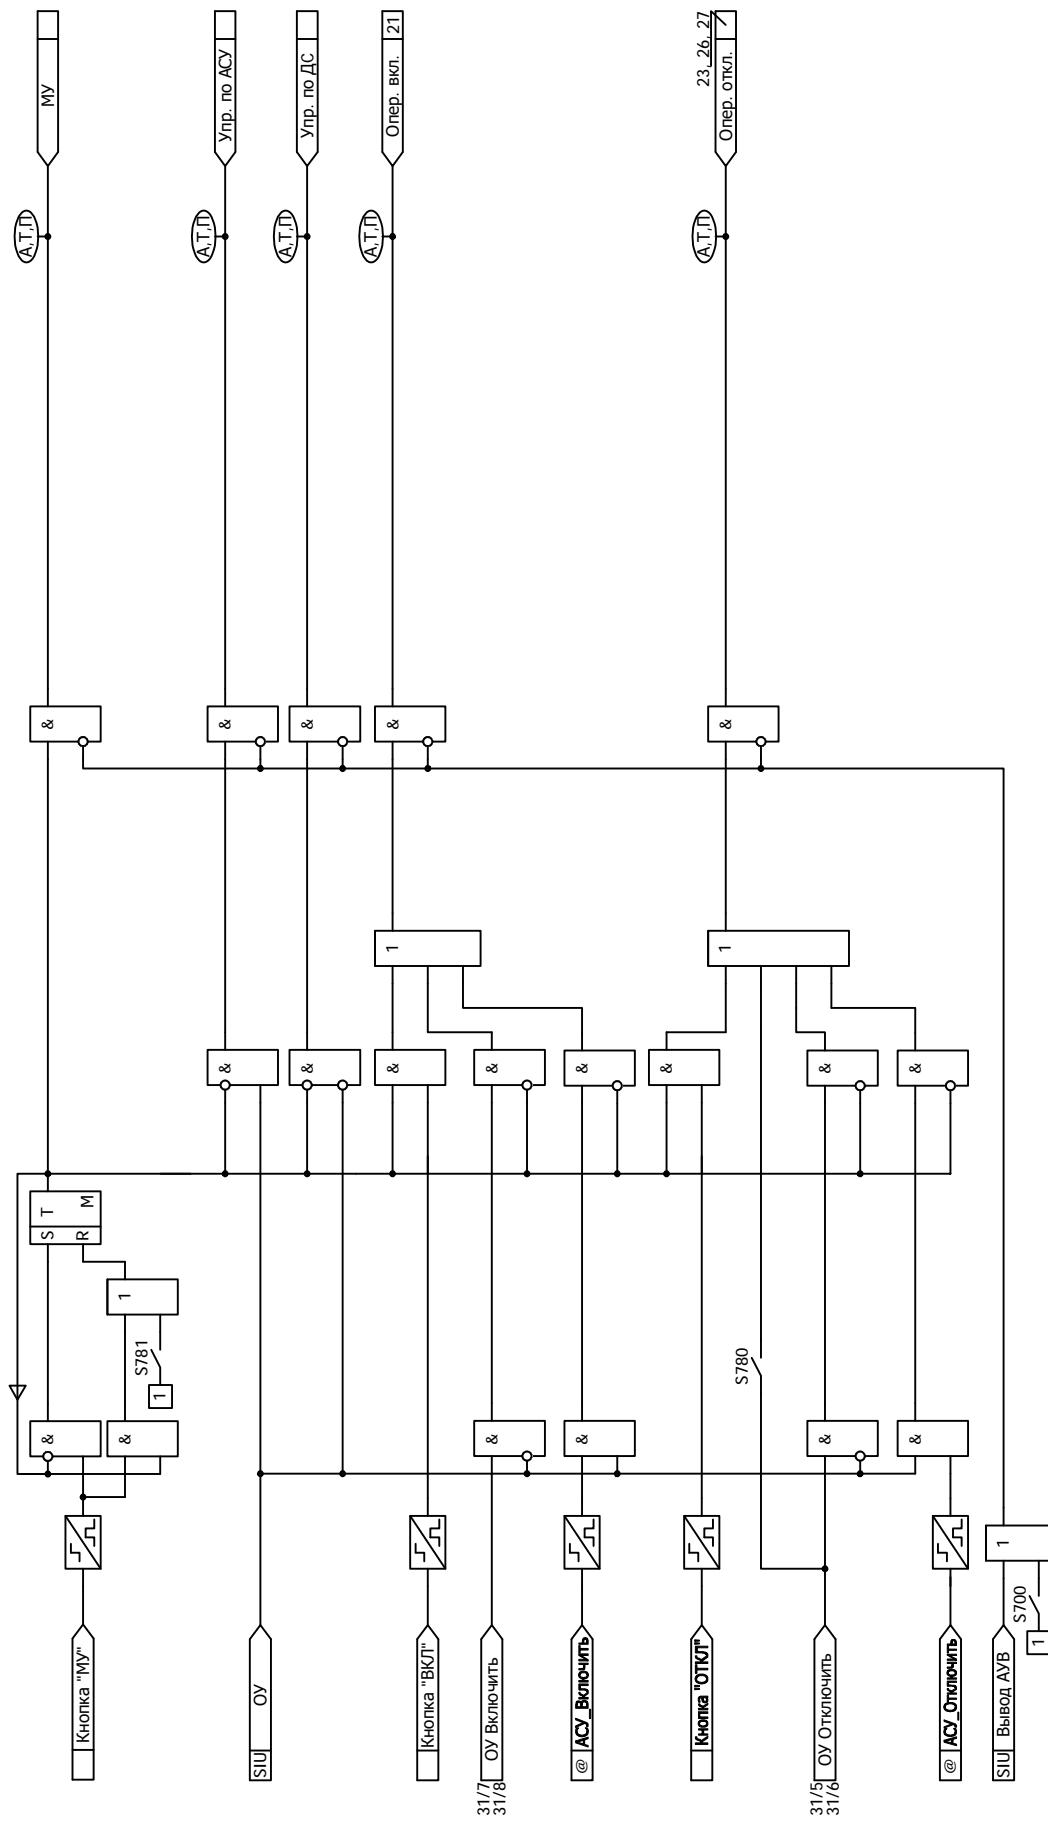 Кнопка "МУ"
S
T
R
M
&
&
1
S781
1
&
А,Т,П
МУ
SIU ОУ
&
&
А,Т,П
Упр. по АСУ
&
&
А,Т,П
Упр. по ДС
Кнопка "ВКЛ"
&
1
&
А,Т,П
Опер. вкл. 21
31/7
31/8
ОУ Включить
&
&
@ АСУ_Включить
&
&
Кнопка "ОТКЛ"
&
1
&
А,Т,П
Опер. откл.
23, 26, 27
S780
31/5
31/6
ОУ Отключить
&
&
@ АСУ_Отключить
&
&
SIU Вывод АУВ
1
S700
1